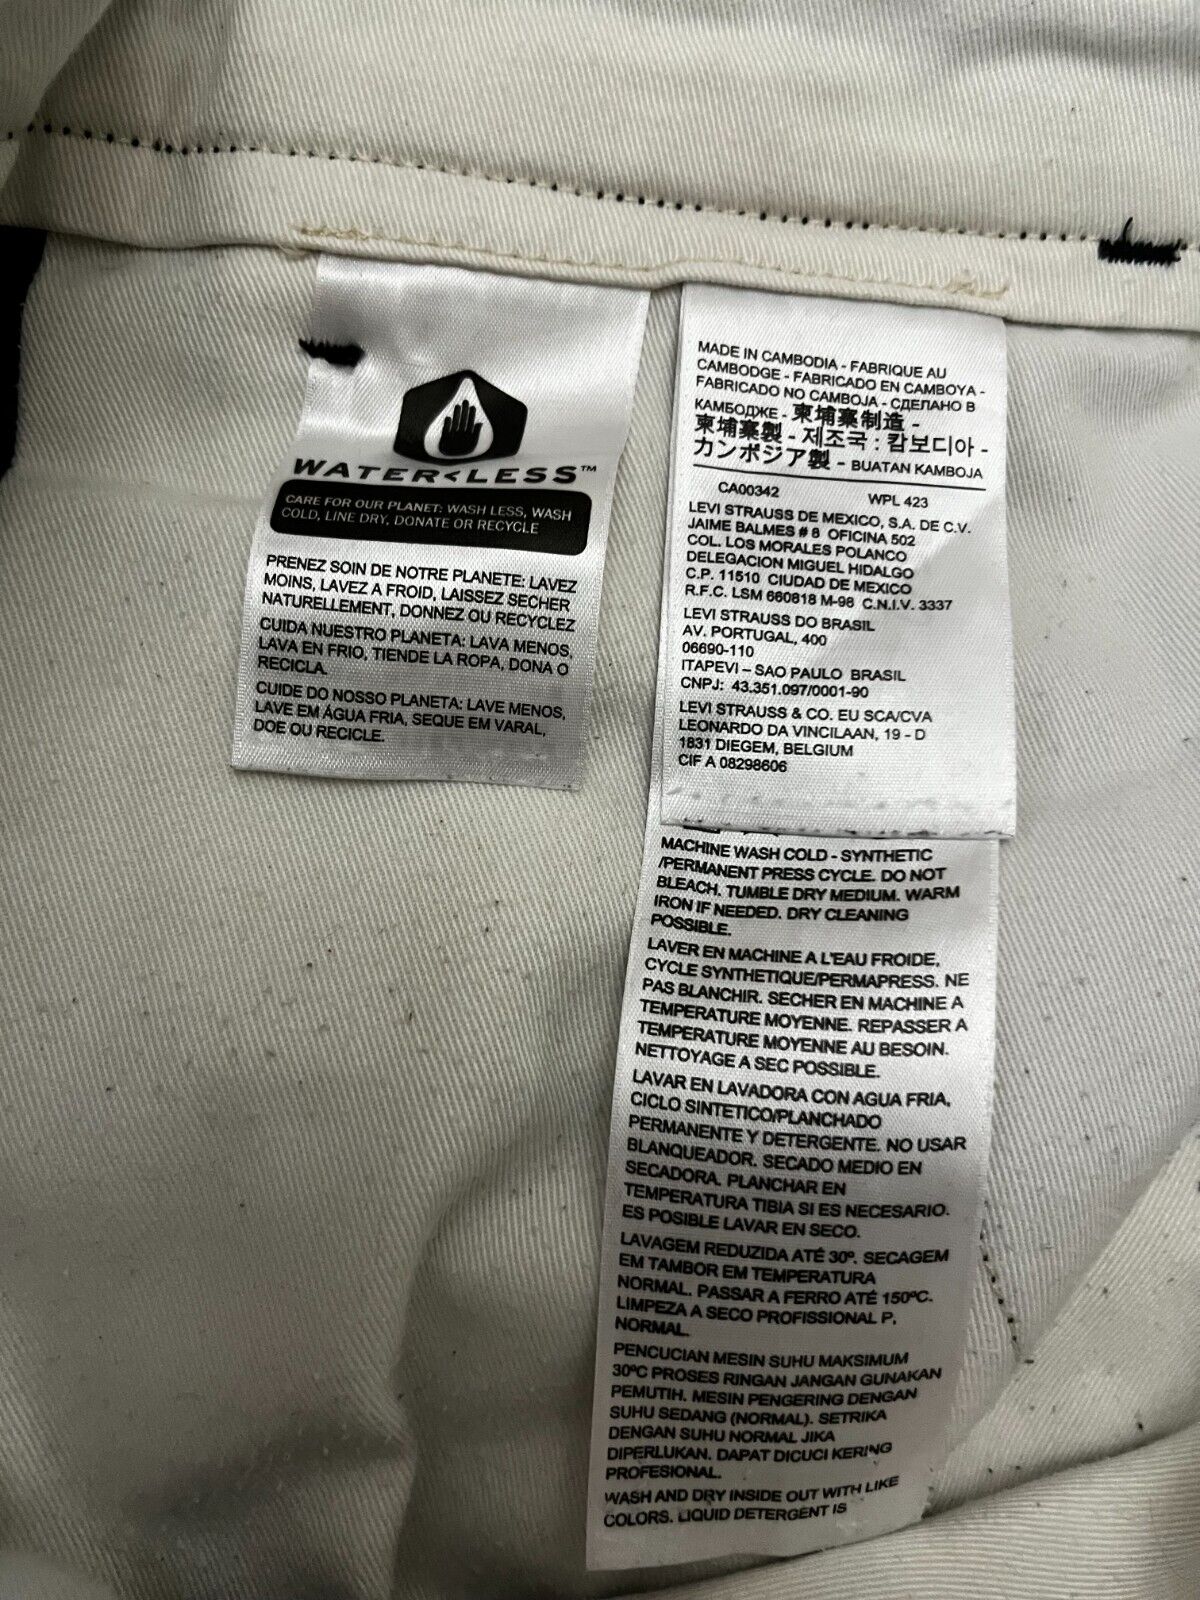 WATER<LESS™
CARE FOR OUR PLANET: WASH LESS, WASH
COLD, LINE DRY, DONATE OR RECYCLE
PRENEZ SOIN DE NOTRE PLANETE: LAVEZ
MOINS, LAVEZ A FROID, LAISSEZ SECHER
NATURELLEMENT, DONNEZ OU RECYCLEZ
CUIDA NUESTRO PLANETA: LAVA MENOS,
LAVA EN FRIO, TIENDE LA ROPA, DONA O
RECICLA.
CUIDE DO NOSSO PLANETA: LAVE MENOS,
LAVE EM ÁGUA FRIA, SEQUE EM VARAL,
DOE OU RECICLE.
MADE IN CAMBODIA - FABRIQUE AU
CAMBODGE - FABRICADO EN CAMBOYA -
FABRICADO NO CAMBOJA - СДЕЛАНО В
КАМБОДЖЕ - 柬埔寨制造 -
柬埔寨製 - 제조국 : 캄보디아 -
カンボジア製 - BUATAN KAMBOJA
CA00342 WPL 423
LEVI STRAUSS DE MEXICO, S.A. DE C.V.
JAIME BALMES # 8 OFICINA 502
COL. LOS MORALES POLANCO
DELEGACION MIGUEL HIDALGO
C.P. 11510 CIUDAD DE MEXICO
R.F.C. LSM 660818 M-98 C.N.I.V. 3337
LEVI STRAUSS DO BRASIL
AV. PORTUGAL, 400
06690-110
ITAPEVI – SAO PAULO BRASIL
CNPJ: 43.351.097/0001-90
LEVI STRAUSS & CO. EU SCA/CVA
LEONARDO DA VINCILAAN, 19 - D
1831 DIEGEM, BELGIUM
CIF A 08298606
MACHINE WASH COLD - SYNTHETIC
/PERMANENT PRESS CYCLE. DO NOT
BLEACH. TUMBLE DRY MEDIUM. WARM
IRON IF NEEDED. DRY CLEANING
POSSIBLE.
LAVER EN MACHINE A L'EAU FROIDE,
CYCLE SYNTHETIQUE/PERMAPRESS. NE
PAS BLANCHIR. SECHER EN MACHINE A
TEMPERATURE MOYENNE. REPASSER A
TEMPERATURE MOYENNE AU BESOIN.
NETTOYAGE A SEC POSSIBLE.
LAVAR EN LAVADORA CON AGUA FRIA,
CICLO SINTETICO/PLANCHADO
PERMANENTE Y DETERGENTE. NO USAR
BLANQUEADOR. SECADO MEDIO EN
SECADORA. PLANCHAR EN
TEMPERATURA TIBIA SI ES NECESARIO.
ES POSIBLE LAVAR EN SECO.
LAVAGEM REDUZIDA ATÉ 30º. SECAGEM
EM TAMBOR EM TEMPERATURA
NORMAL. PASSAR A FERRO ATÉ 150ºC.
LIMPEZA A SECO PROFISSIONAL P.
NORMAL.
PENCUCIAN MESIN SUHU MAKSIMUM
30ºC PROSES RINGAN JANGAN GUNAKAN
PEMUTIH. MESIN PENGERING DENGAN
SUHU SEDANG (NORMAL). SETRIKA
DENGAN SUHU NORMAL JIKA
DIPERLUKAN. DAPAT DICUCI KERING
PROFESIONAL.
WASH AND DRY INSIDE OUT WITH LIKE
COLORS. LIQUID DETERGENT IS